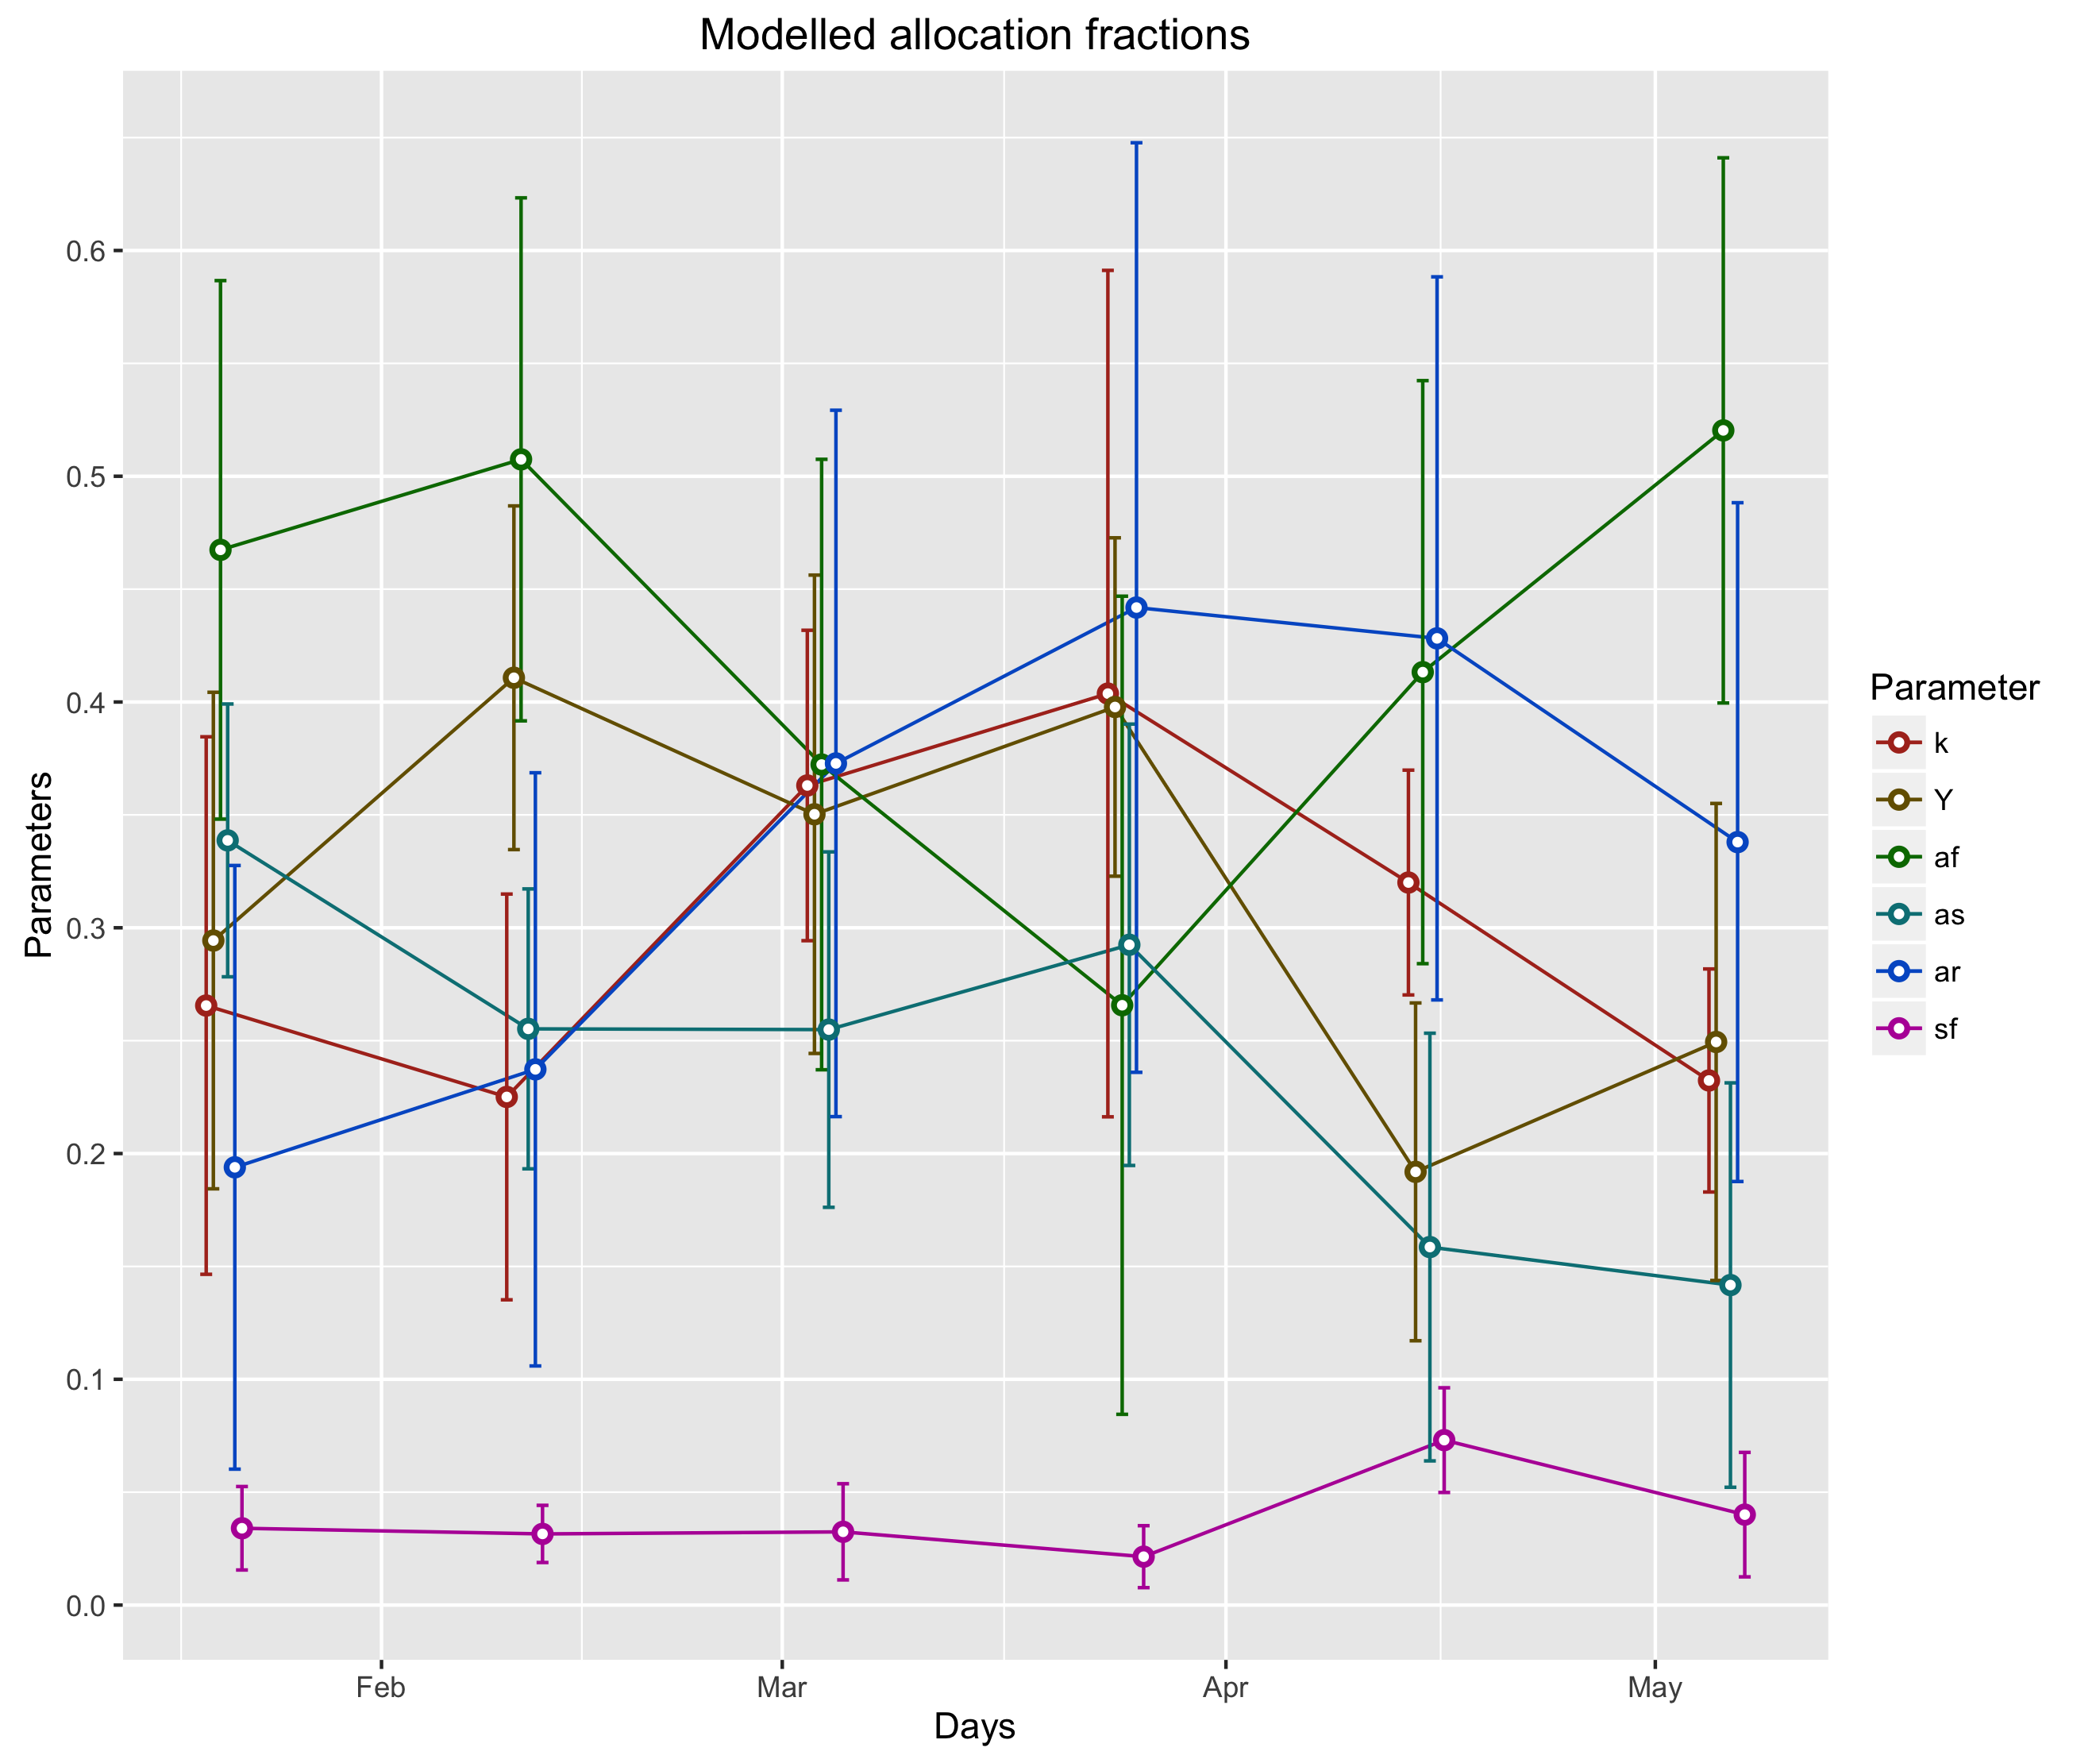 Modelled allocation fractions
Parameters
0.6
0.5
0.4
0.3
0.2
0.1
0.0
Feb Mar Apr May
Days
Parameter
k
Y
af
as
ar
sf